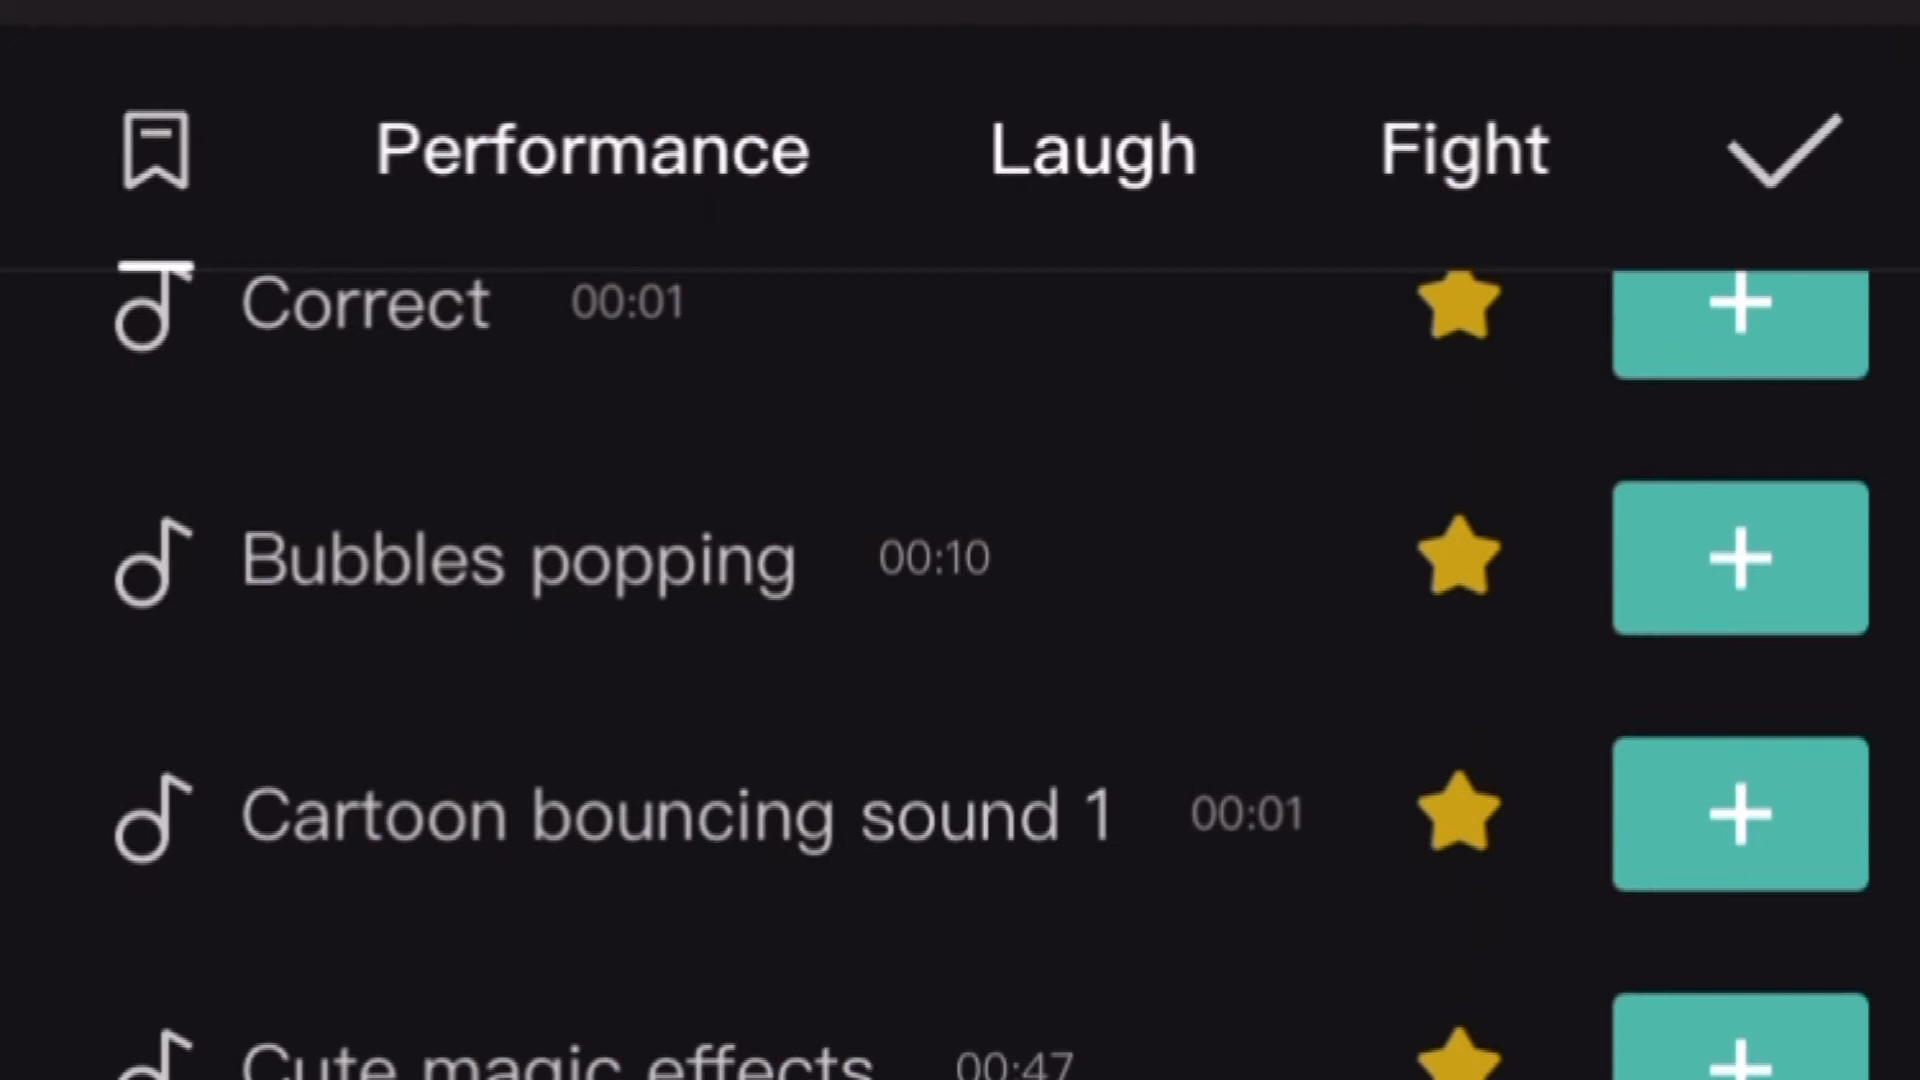 Performance Laugh Fight
Correct 00:01
Bubbles popping 00:10
Cartoon bouncing sound 1 00:01
Cute magic effects 00:47